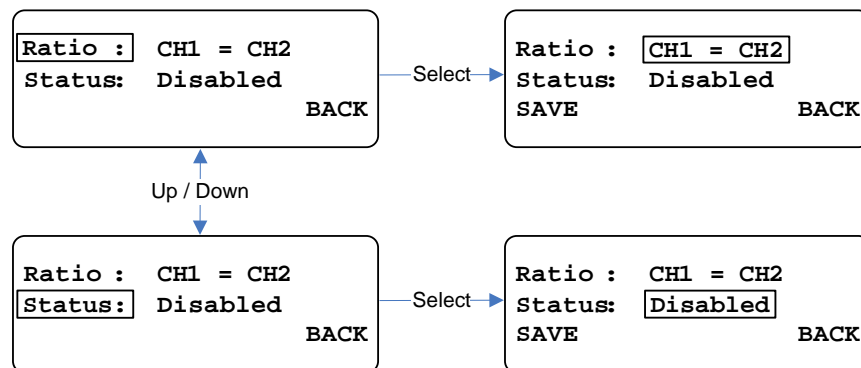 Ratio : CH1 = CH2
Status: Disabled
BACK
Select
Ratio : CH1 = CH2
Status: Disabled
SAVE BACK
Up / Down
Ratio : CH1 = CH2
Status: Disabled
BACK
Select
Ratio : CH1 = CH2
Status: Disabled
SAVE BACK